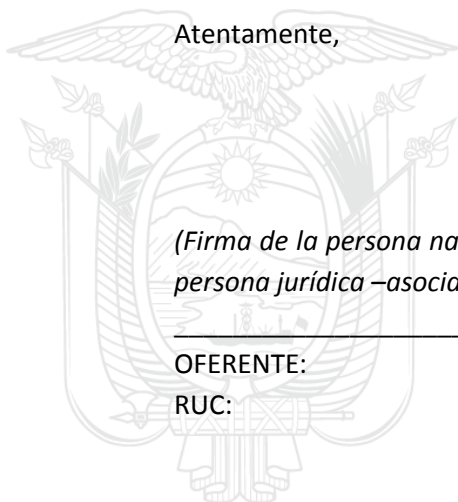 Atentamente,
(Firma de la persona na
persona jurídica –asocia
OFERENTE:
RUC: